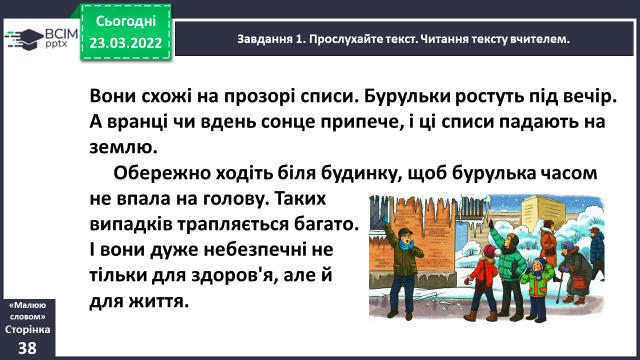 ВСІМ
pptx
Сьогодні
23.03.2022
Завдання 1. Прослухайте текст. Читання тексту вчителем.
Вони схожі на прозорі списи. Бурульки ростуть під вечір.
А вранці чи вдень сонце припече, і ці списи падають на
землю.
Обережно ходіть біля будинку, щоб бурулька часом
не впала на голову. Таких
випадків трапляється багато.
І вони дуже небезпечні не
тільки для здоров'я, але й
для життя.
«Малюю
словом»
Сторінка
38